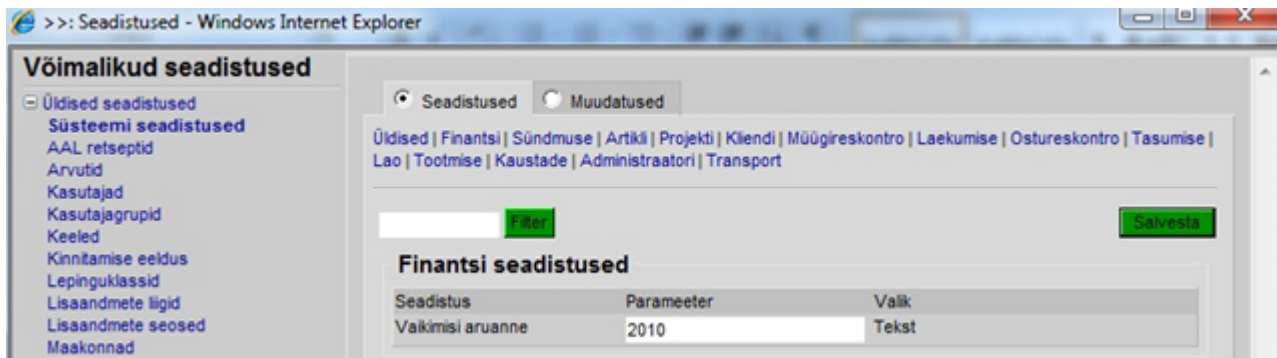 >>: Seadistused - Windows Internet Explorer
Võimalikud seadistused
Üldised seadistused
Süsteemi seadistused
AAL retseptid
Arvutid
Kasutajad
Kasutajagrupid
Keeled
Kinnitamise eeldus
Lepinguklassid
Lisaandmete liigid
Lisaandmete seosed
Maakonnad
Seadistused Muudatused
Üldised | Finantsi | Sündmuse | Artikli | Projekti | Kliendi | Müügireskontro | Laekumise | Ostureskontro | Tasumise |
Lao | Tootmise | Kaustade | Administraatori | Transport
Filter Salvesta
Finantsi seadistused
Seadistus Parameeter Valik
Vaikimisi aruanne 2010 Tekst